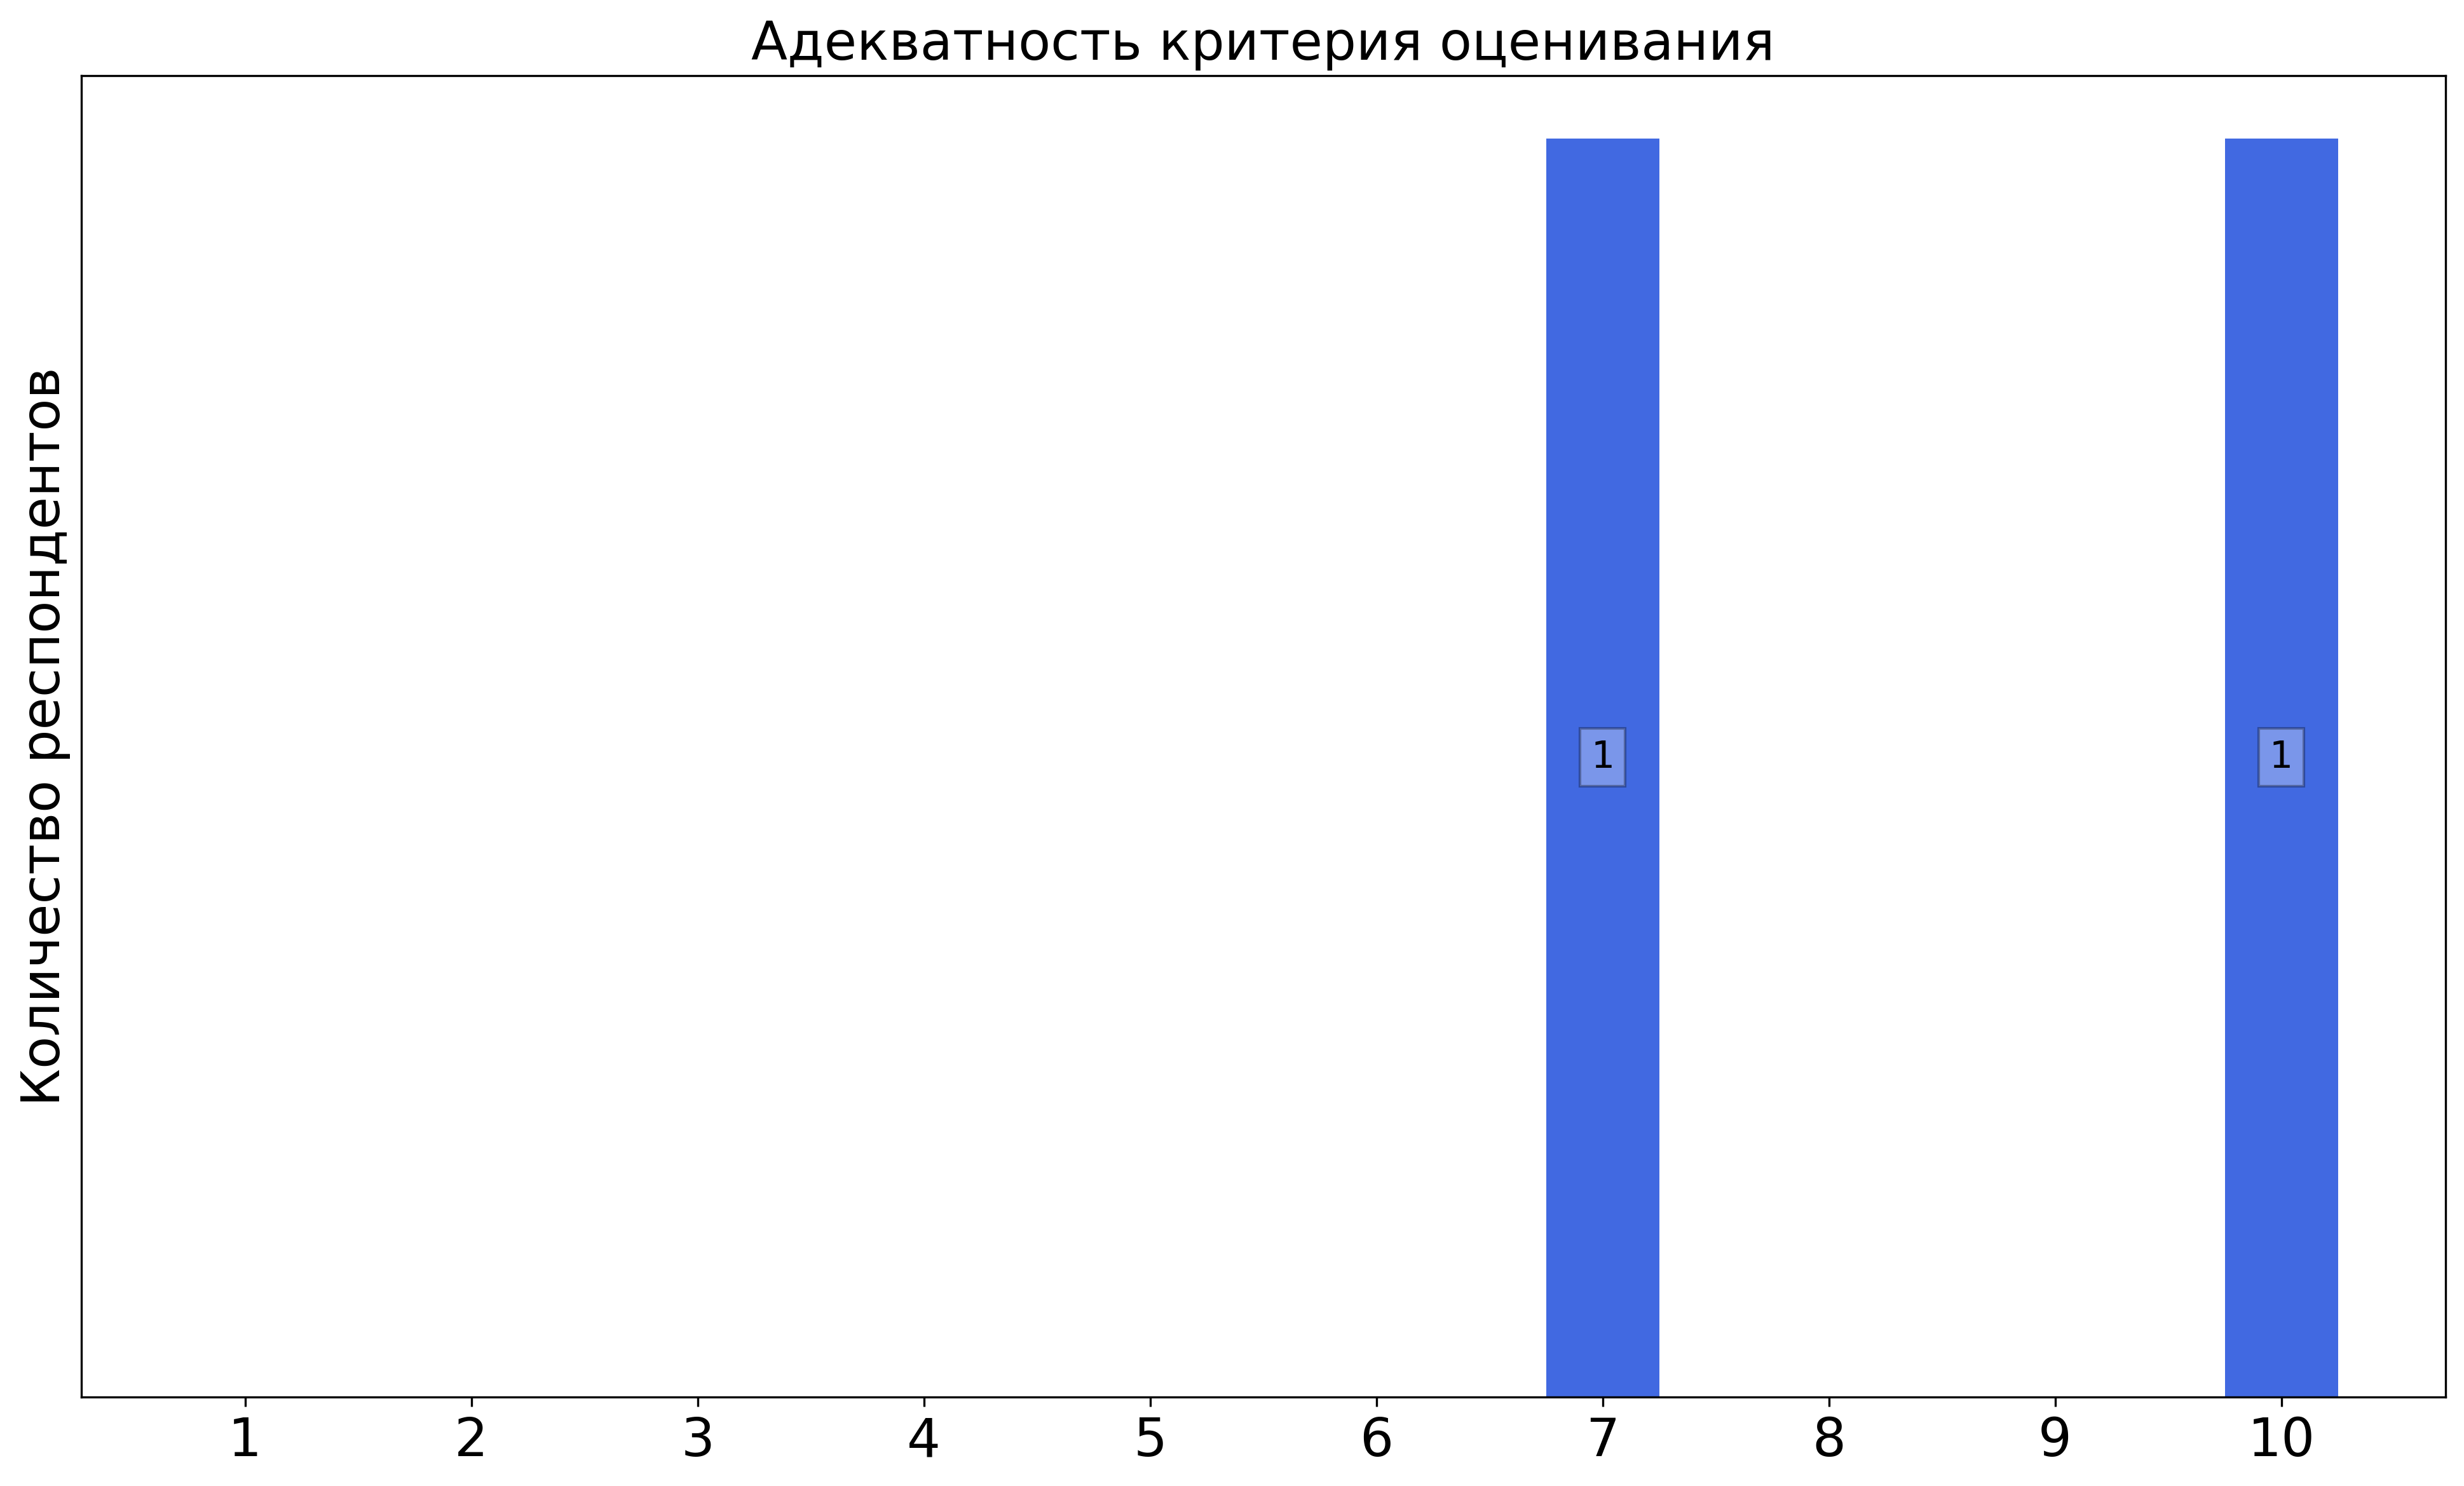 Адекватность критерия оценивания
Количество респондентов
1 1
1 2 3 4 5 6 7 8 9 10